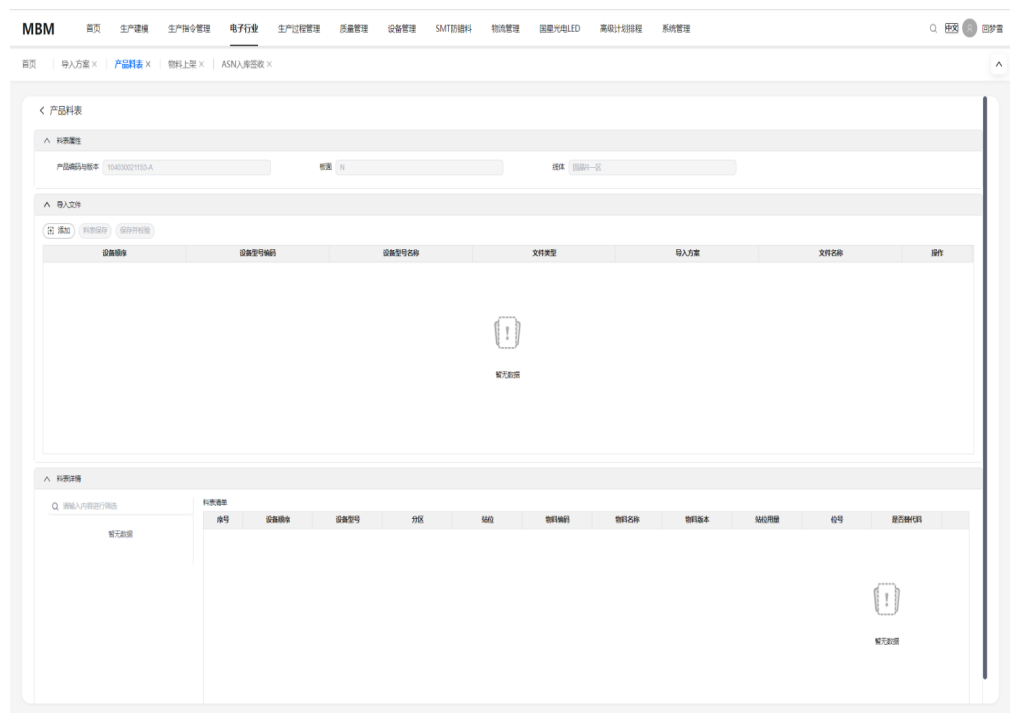 MBM 首页 生产建模 生产指令管理 电子行业 生产过程管理 质量管理 设备管理 SMT防错料 物流管理 国星光电LED 高级计划排程 系统管理 中文 回梦雪
首页 导入方案 × 产品料表 × 物料上架 × ASN入库签收 ×
产品料表
料表属性
产品编码与版本 104030021153-A 板面 N 线体
导入文件
添加 料表保存 保存并校验
设备顺序 设备型号编码 设备型号名称 文件类型 导入方案 文件名称 操作
暂无数据
料表详情
请输入内容进行筛选
料表清单
暂无数据
序号 设备顺序 设备型号 分区 站位 物料编码 物料名称 物料版本 站位用量 位号 是否替代料
暂无数据